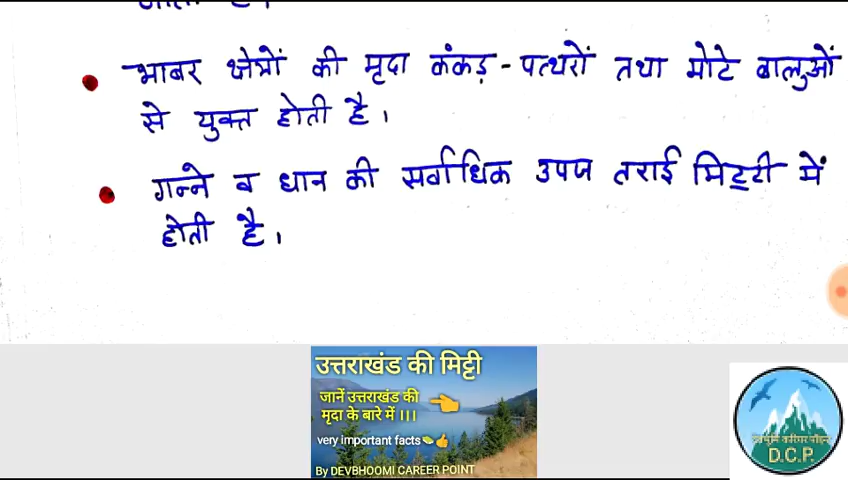 भाबर क्षेत्रों की मृदा कंकड़ - पत्थरों तथा मोटे बालुओं
से युक्त होती है।
गन्ने व धान की सर्वाधिक उपज तराई मिट्टी में
होती है।
उत्तराखंड की मिट्टी
जानें उत्तराखंड की
मृदा के बारे में ।।।
very important facts
By DEVBHOOMI CAREER POINT
D.C.P.